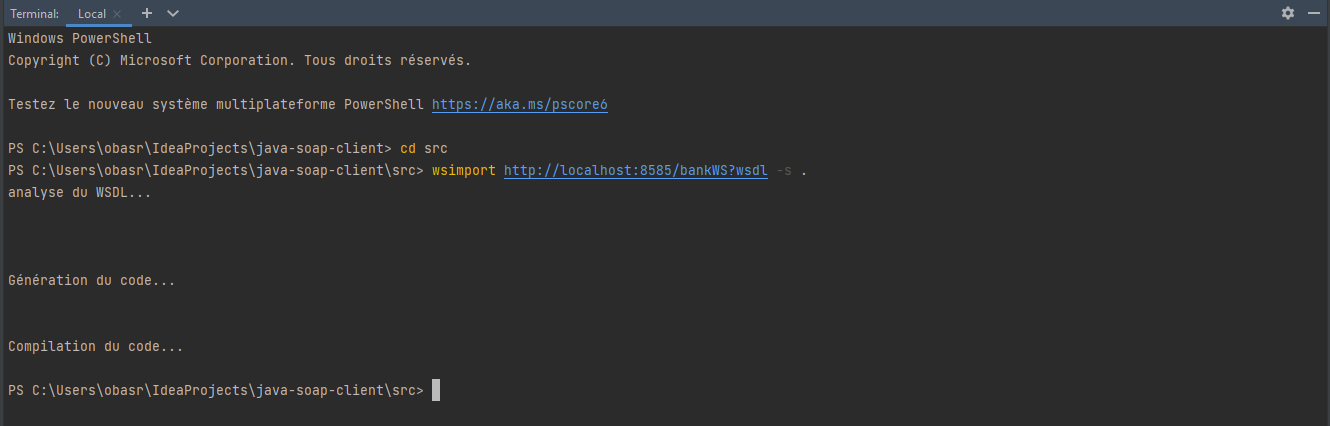 Terminal: Local
Windows PowerShell
Copyright (C) Microsoft Corporation. Tous droits réservés.
Testez le nouveau système multiplateforme PowerShell https://aka.ms/pscore6
PS C:\Users\obasr\IdeaProjects\java-soap-client> cd src
PS C:\Users\obasr\IdeaProjects\java-soap-client\src> wsimport http://localhost:8585/bankWS?wsdl -s .
analyse du WSDL...
Génération du code...
Compilation du code...
PS C:\Users\obasr\IdeaProjects\java-soap-client\src>